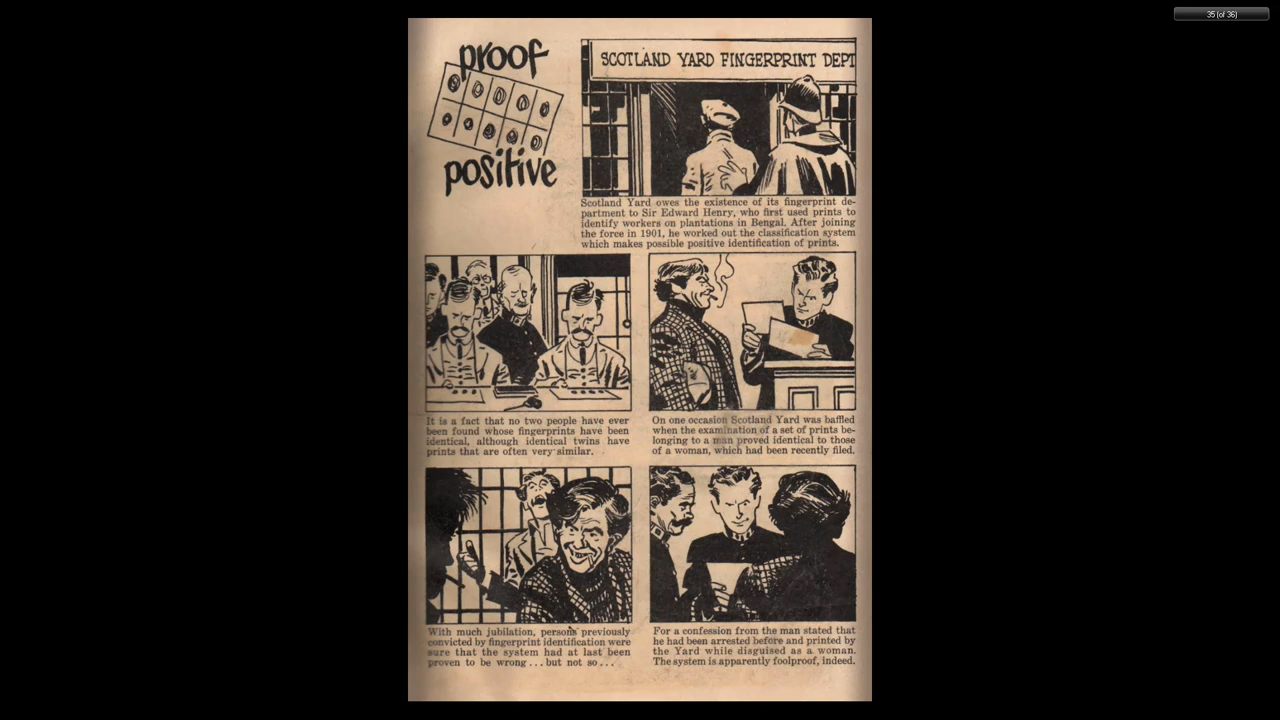 proof
positive
35 (of 36)
SCOTLAND YARD FINGERPRINT DEPT
Scotland Yard owes the existence of its fingerprint de-
partment to Sir Edward Henry, who first used prints to
identify workers on plantations in Bengal. After joining
the force in 1901, he worked out the classification system
which makes possible positive identification of prints.
It is a fact that no two people have ever
been found whose fingerprints have been
identical, although identical twins have
prints that are often very similar.
On one occasion Scotland Yard was baffled
when the examination of a set of prints be-
longing to a man proved identical to those
of a woman, which had been recently filed.
With much jubilation, persons previously
convicted by fingerprint identification were
sure that the system had at last been
proven to be wrong . . . but not so . . .
For a confession from the man stated that
he had been arrested before and printed by
the Yard while disguised as a woman.
The system is apparently foolproof, indeed.